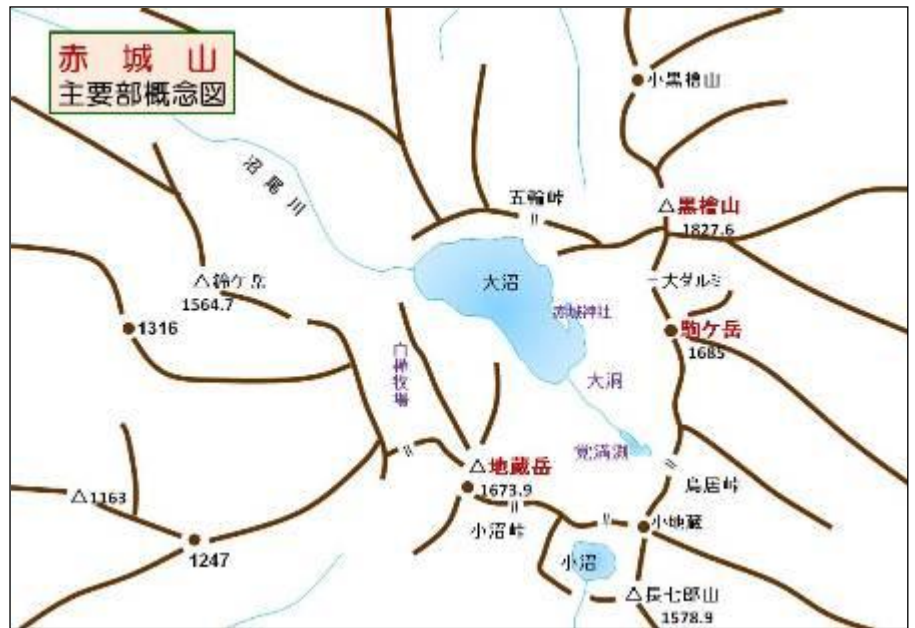 赤城山
主要部概念図
小黒檜山
沼尾川
五輪峠
△黒檜山
1827.6
△鈴ケ岳
1564.7
大沼
大ダルミ
赤城神社
1316
駒ケ岳
1685
白樺牧場
大洞
覚満淵
△地蔵岳
1673.9
鳥居峠
△1163
小沼峠
小地蔵
1247
小沼
△長七郎山
1578.9